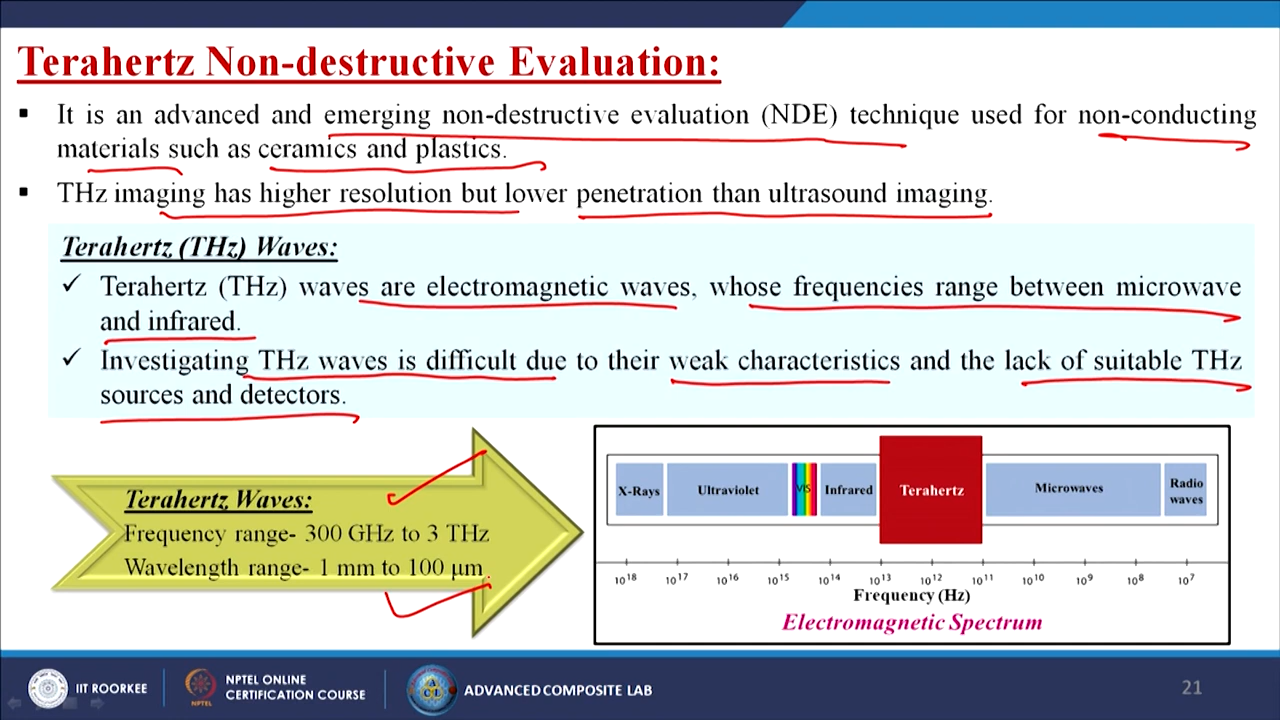 Terahertz Non-destructive Evaluation:
▪ It is an advanced and emerging non-destructive evaluation (NDE) technique used for non-conducting
materials such as ceramics and plastics.
▪ THz imaging has higher resolution but lower penetration than ultrasound imaging.
Terahertz (THz) Waves:
✓ Terahertz (THz) waves are electromagnetic waves, whose frequencies range between microwave
and infrared.
✓ Investigating THz waves is difficult due to their weak characteristics and the lack of suitable THz
sources and detectors.
Terahertz Waves:
Frequency range- 300 GHz to 3 THz
Wavelength range- 1 mm to 100 μm.
X-Rays Ultraviolet VIS Infrared Terahertz Microwaves Radio
waves
10¹⁸ 10¹⁷ 10¹⁶ 10¹⁵ 10¹⁴ 10¹³ 10¹² 10¹¹ 10¹⁰ 10⁹ 10⁸ 10⁷
Frequency (Hz)
Electromagnetic Spectrum
IIT ROORKEE
NPTEL
NPTEL ONLINE
CERTIFICATION COURSE
ADVANCED COMPOSITE LAB
21